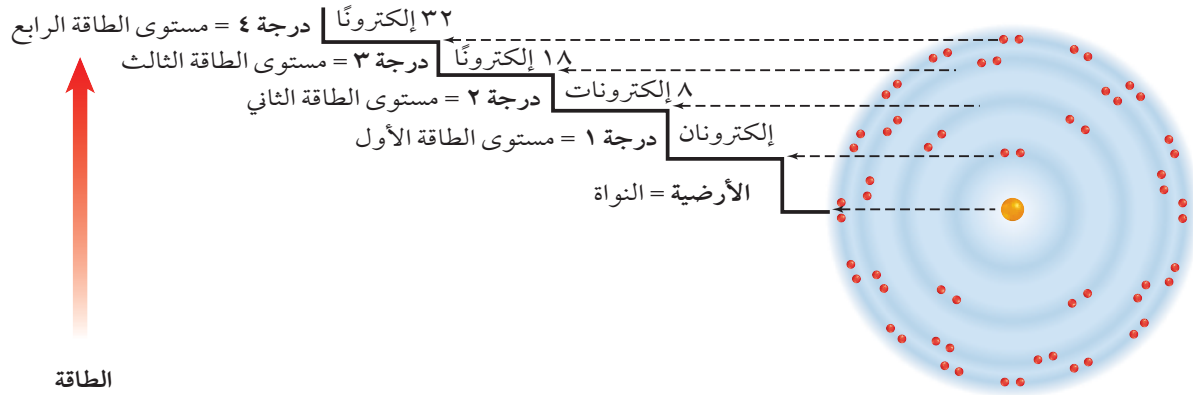 ٣٢ إلكترونًا
درجة ٤ = مستوى الطاقة الرابع
١٨ إلكترونًا
درجة ٣ = مستوى الطاقة الثالث
٨ إلكترونات
درجة ٢ = مستوى الطاقة الثاني
إلكترونان
درجة ١ = مستوى الطاقة الأول
الأرضية = النواة
الطاقة